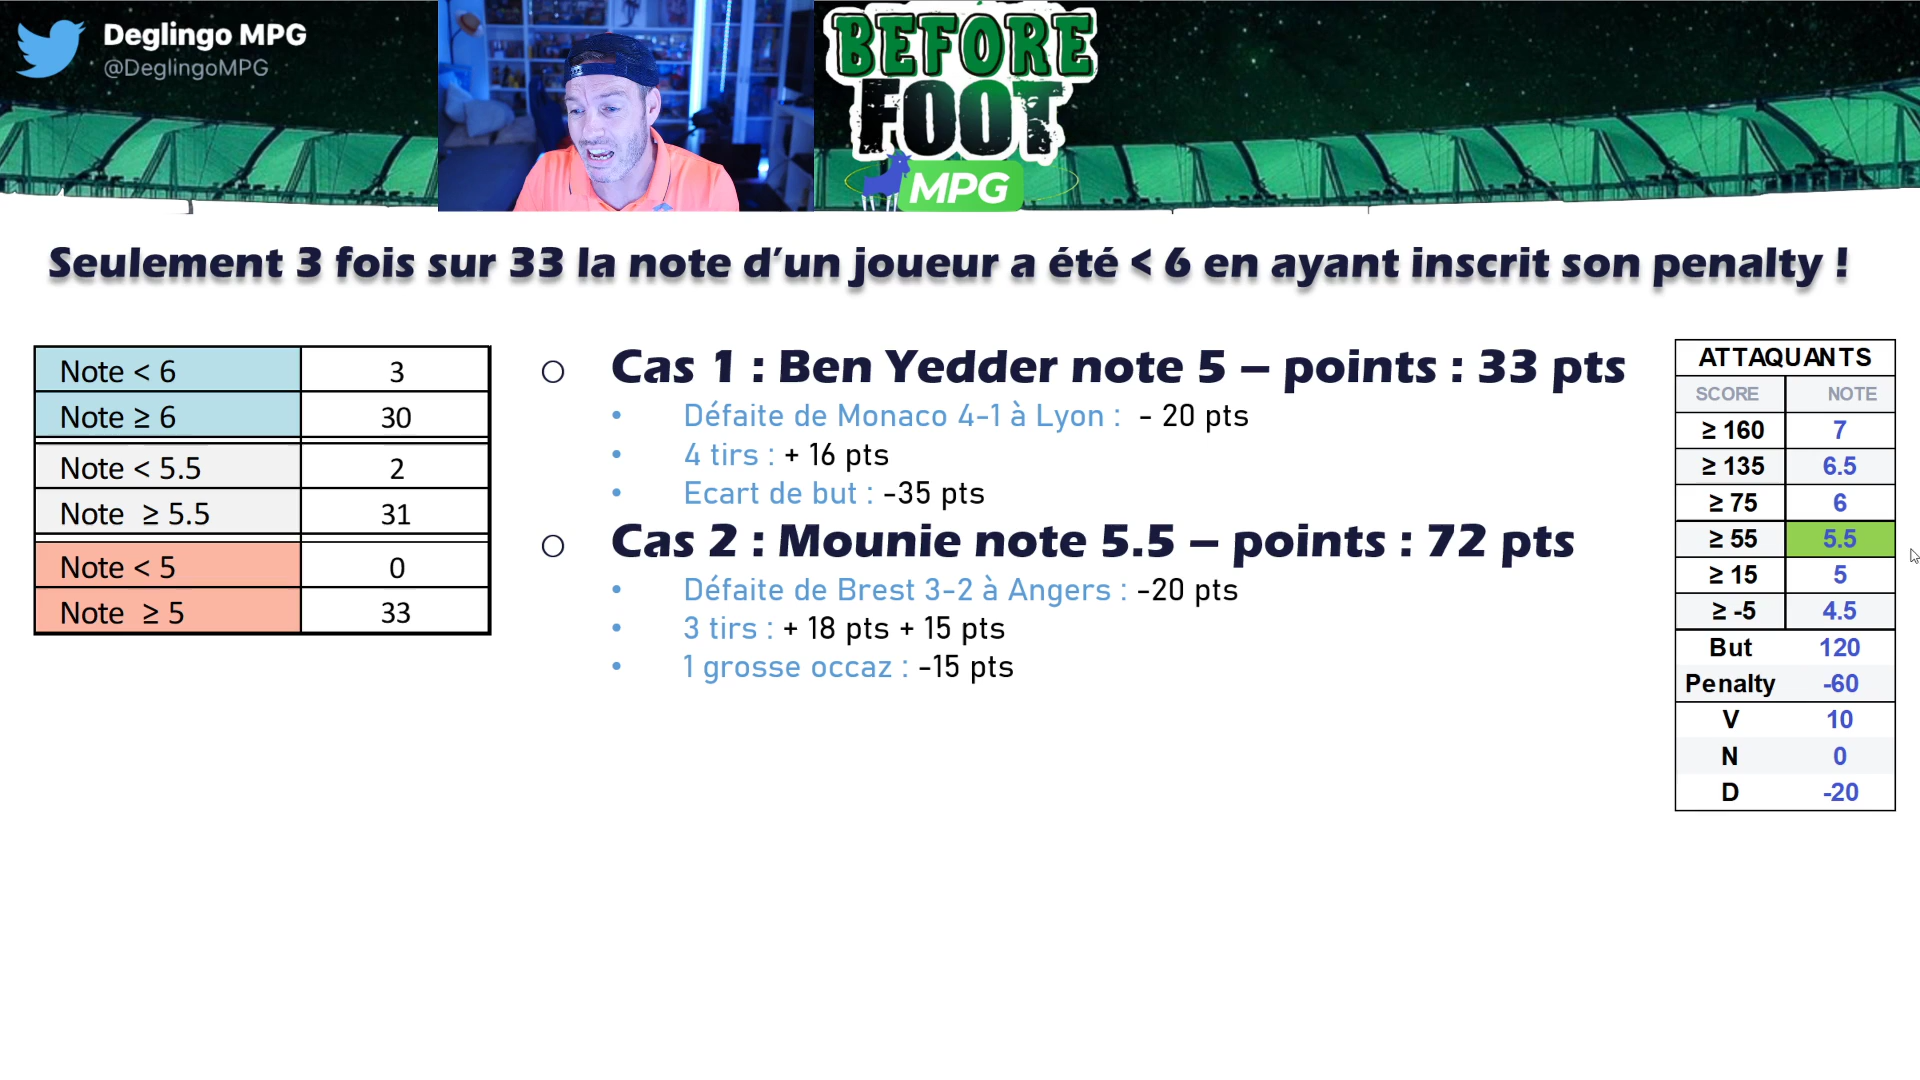 Deglingo MPG
@DeglingoMPG
BEFORE
FOOT
MPG
Seulement 3 fois sur 33 la note d'un joueur a été < 6 en ayant inscrit son penalty !
Note < 6 3
Note ≥ 6 30
Note < 5.5 2
Note ≥ 5.5 31
Note < 5 0
Note ≥ 5 33
Cas 1 : Ben Yedder note 5 – points : 33 pts
Défaite de Monaco 4-1 à Lyon : - 20 pts
4 tirs : + 16 pts
Ecart de but : -35 pts
Cas 2 : Mounie note 5.5 – points : 72 pts
Défaite de Brest 3-2 à Angers : -20 pts
3 tirs : + 18 pts + 15 pts
1 grosse occaz : -15 pts
ATTAQUANTS
SCORE NOTE
≥ 160 7
≥ 135 6.5
≥ 75 6
≥ 55 5.5
≥ 15 5
≥ -5 4.5
But 120
Penalty -60
V 10
N 0
D -20